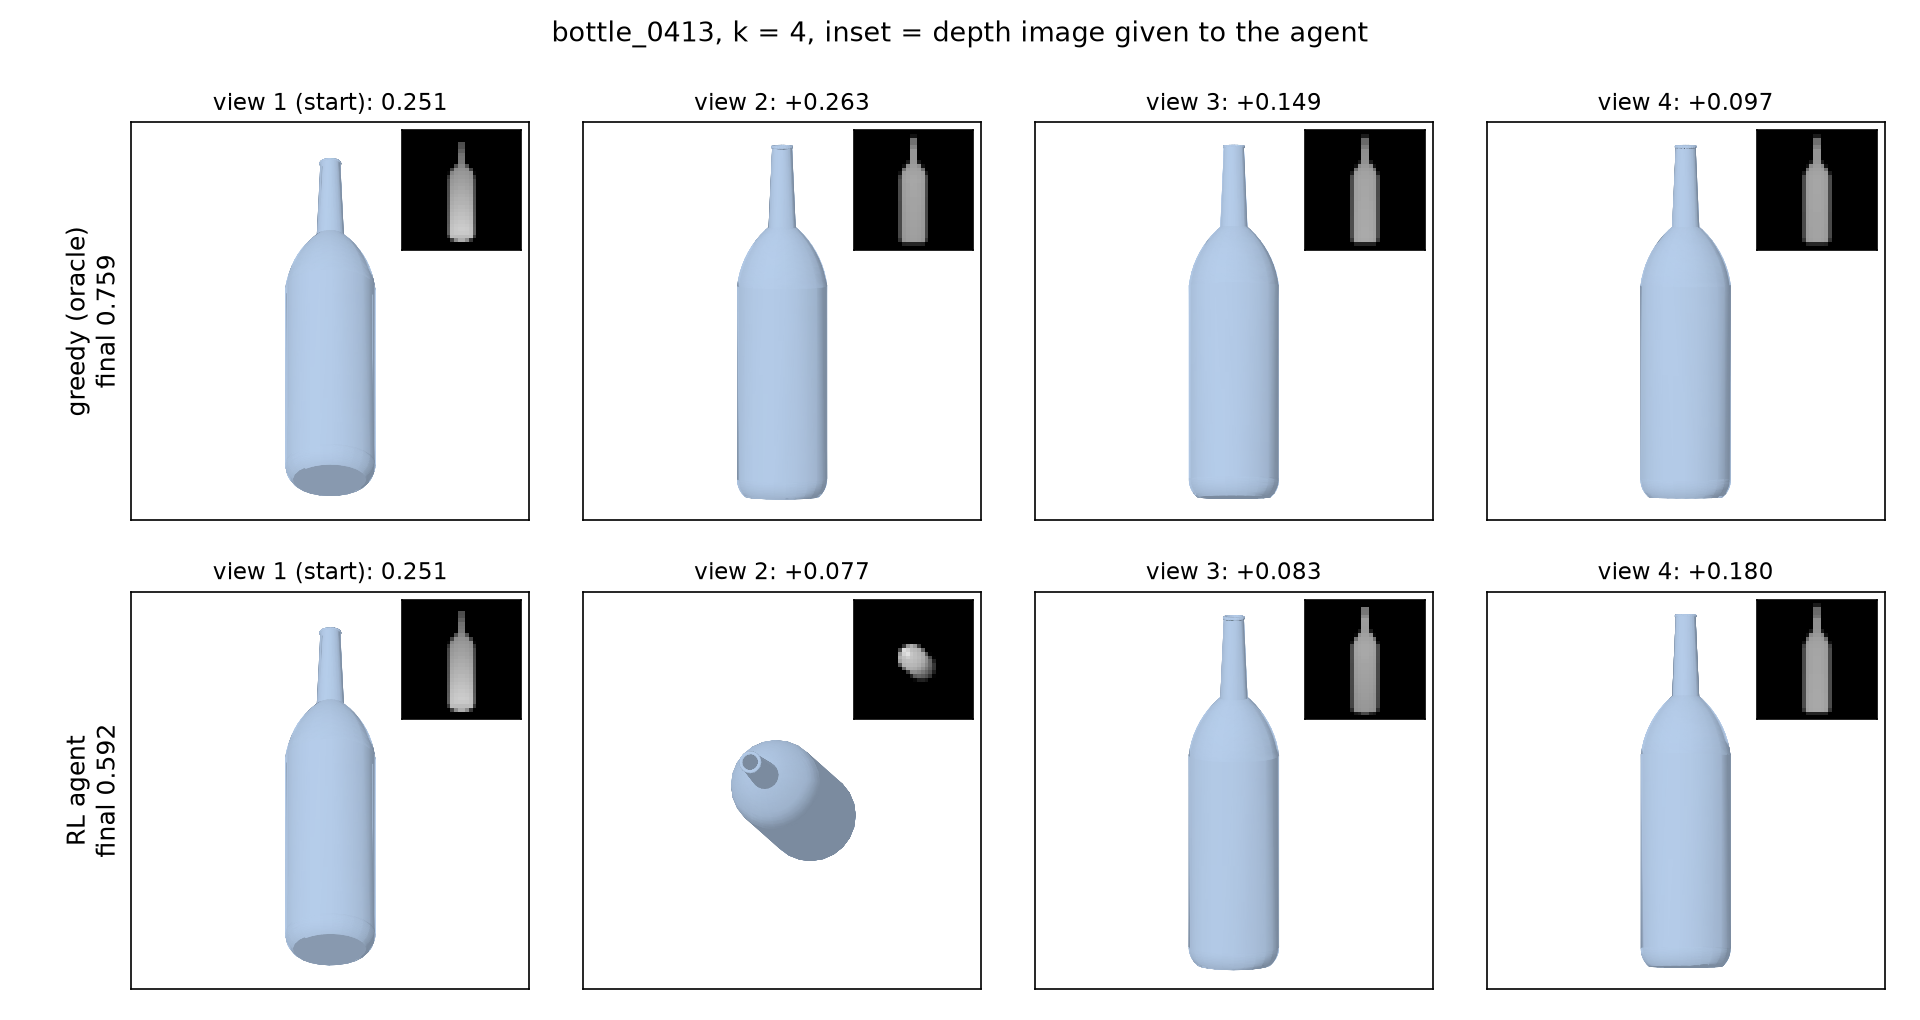 bottle_0413, k = 4, inset = depth image given to the agent
view 1 (start): 0.251
view 2: +0.263
view 3: +0.149
view 4: +0.097
greedy (oracle)
final 0.759
view 1 (start): 0.251
view 2: +0.077
view 3: +0.083
view 4: +0.180
RL agent
final 0.592